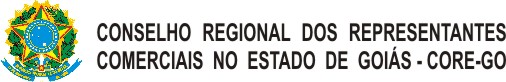 CONSELHO REGIONAL DOS REPRESENTANTES
COMERCIAIS NO ESTADO DE GOIÁS - CORE-GO